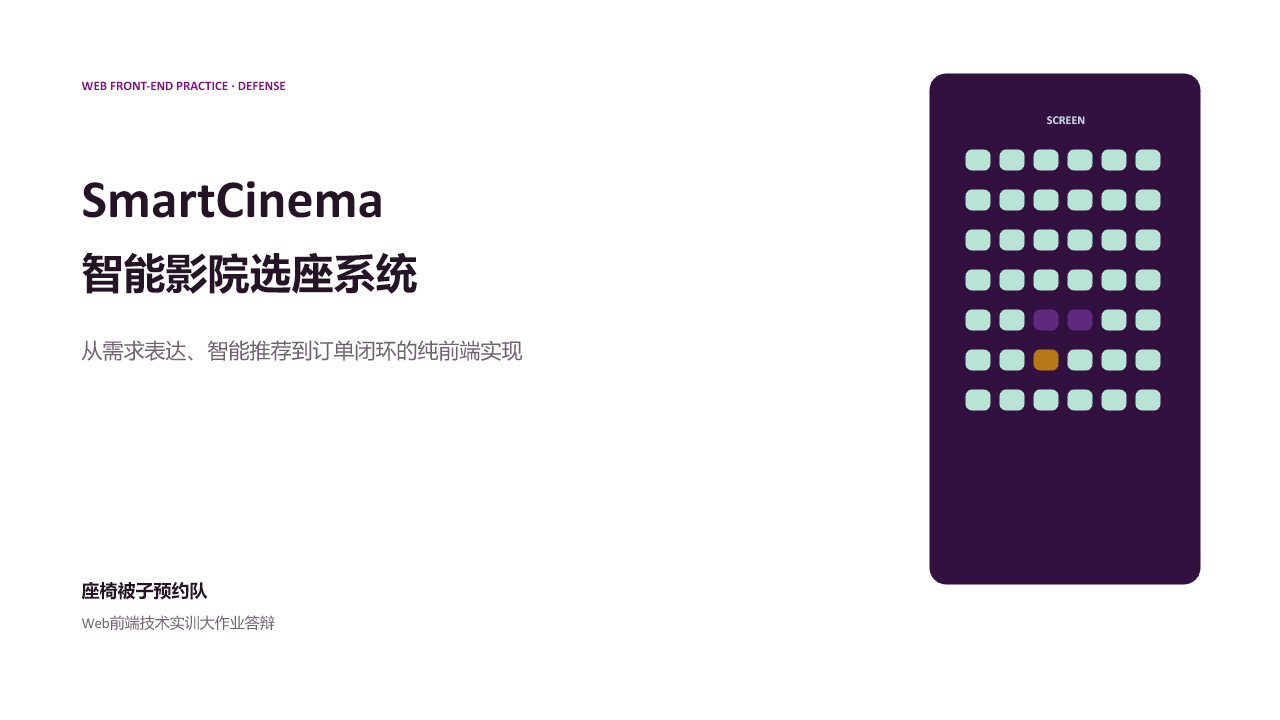 WEB FRONT-END PRACTICE · DEFENSE
SmartCinema
智能影院选座系统
从需求表达、智能推荐到订单闭环的纯前端实现
座椅被子预约队
Web前端技术实训大作业答辩
SCREEN